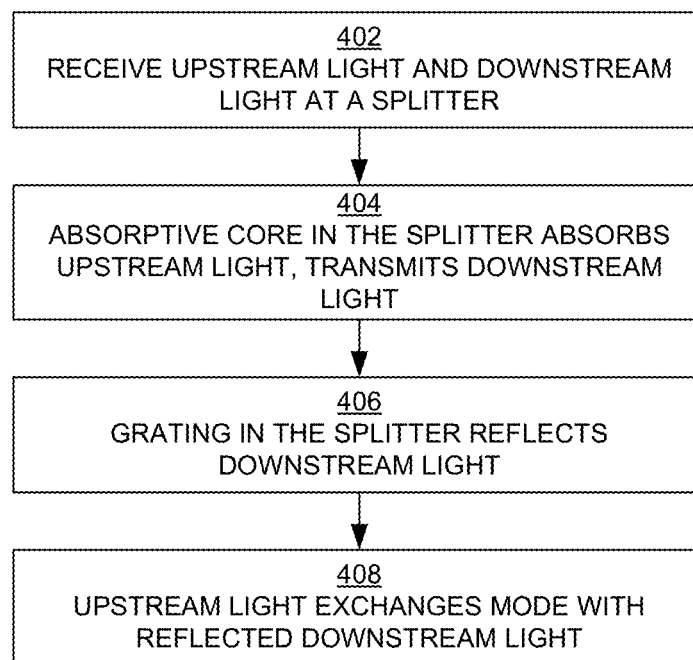 402
RECEIVE UPSTREAM LIGHT AND DOWNSTREAM
LIGHT AT A SPLITTER
404
ABSORPTIVE CORE IN THE SPLITTER ABSORBS
UPSTREAM LIGHT, TRANSMITS DOWNSTREAM
LIGHT
406
GRATING IN THE SPLITTER REFLECTS
DOWNSTREAM LIGHT
408
UPSTREAM LIGHT EXCHANGES MODE WITH
REFLECTED DOWNSTREAM LIGHT